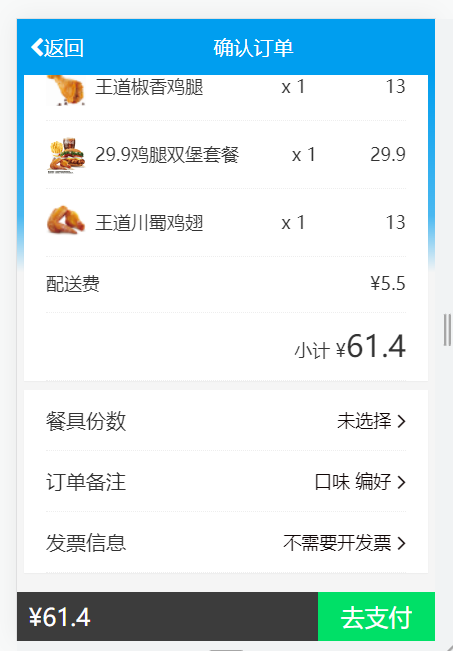 返回 确认订单
王道椒香鸡腿 x 1 13
29.9鸡腿双堡套餐 x 1 29.9
王道川蜀鸡翅 x 1 13
配送费 ¥5.5
小计 ¥61.4
餐具份数 未选择
订单备注 口味 编好
发票信息 不需要开发票
¥61.4 去支付